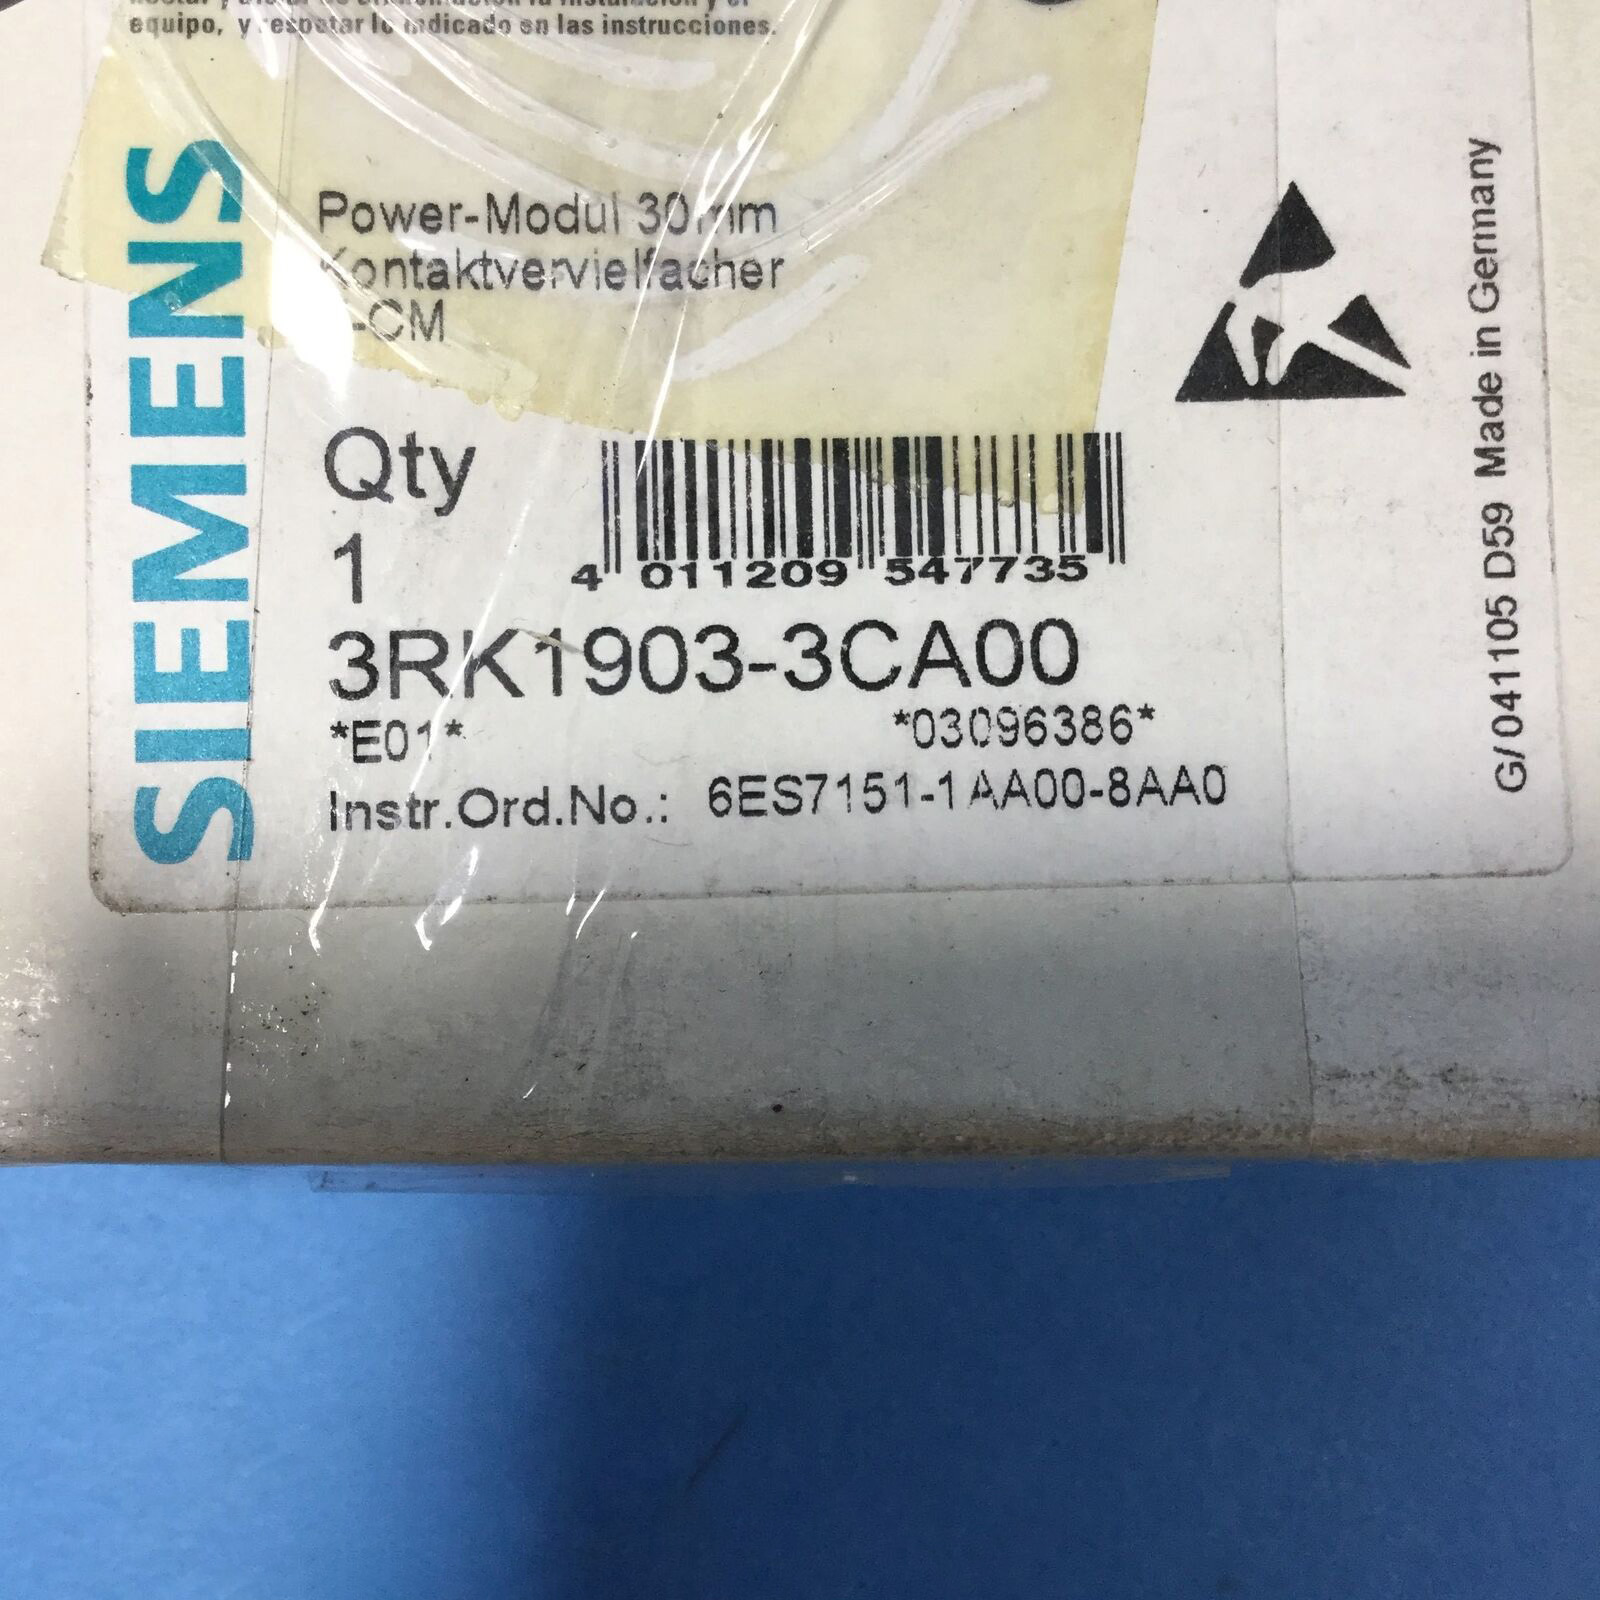 equipo, y respetar lo indicado en las instrucciones.
SIEMENS
Power-Modul 30mm
Kontaktvervielfacher
-CM
Qty
1
4 011209 547735
3RK1903-3CA00
*E01* *03096386*
Instr.Ord.No.: 6ES7151-1AA00-8AA0
G/041105 D59 Made in Germany